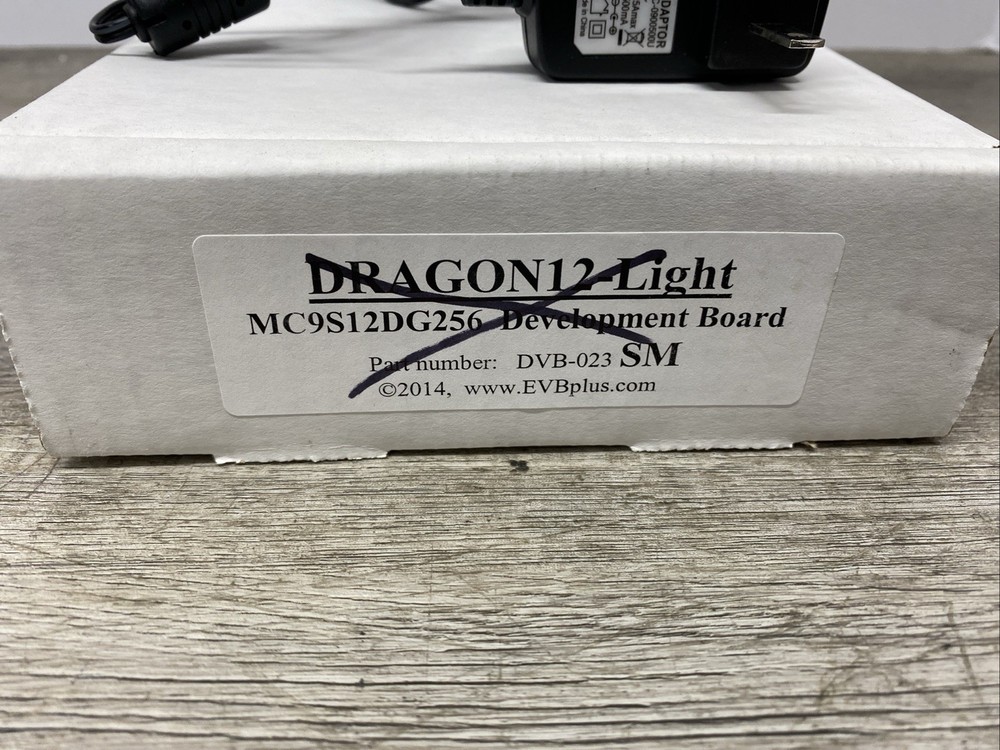 DAPTOR
DRAGON12-Light
MC9S12DG256 Development Board
Part number: DVB-023 SM
©2014, www.EVBplus.com